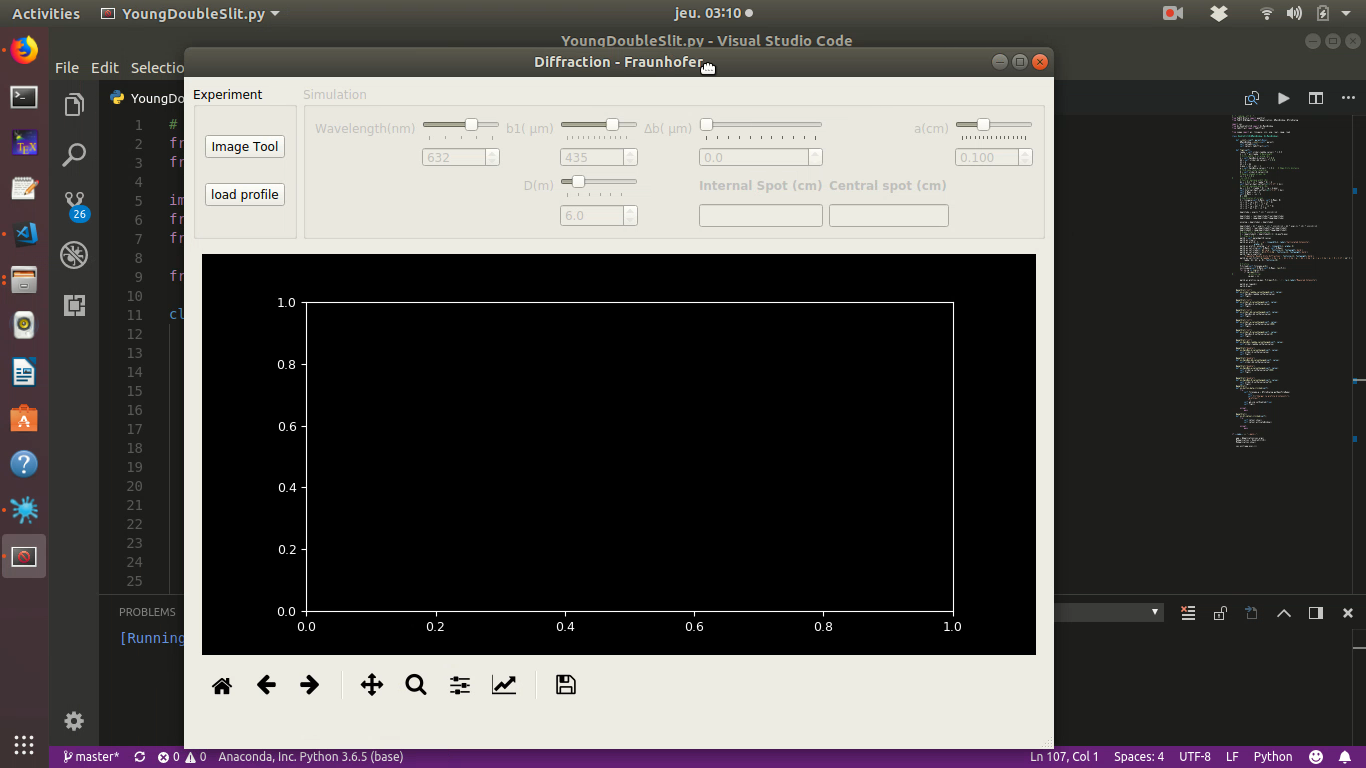 Activities YoungDoubleSlit.py jeu. 03:10
YoungDoubleSlit.py - Visual Studio Code
File Edit Selectio
Diffraction - Fraunhofer
Experiment Simulation
YoungDo
Image Tool
load profile
Wavelength(nm) b1( µm) Δb( µm) a(cm)
632 435 0.0 0.100
D(m) Internal Spot (cm) Central spot (cm)
6.0
26
1 #
2 fr
3 fr
4
5 im
6 fr
7 fr
8
9 fr
10
11 cl
12
13
14
15
16
17
18
19
20
21
22
23
24
25
1.0
0.8
0.6
0.4
0.2
0.0
0.0 0.2 0.4 0.6 0.8 1.0
PROBLEMS
[Running
master* 0 0 Anaconda, Inc. Python 3.6.5 (base) Ln 107, Col 1 Spaces: 4 UTF-8 LF Python